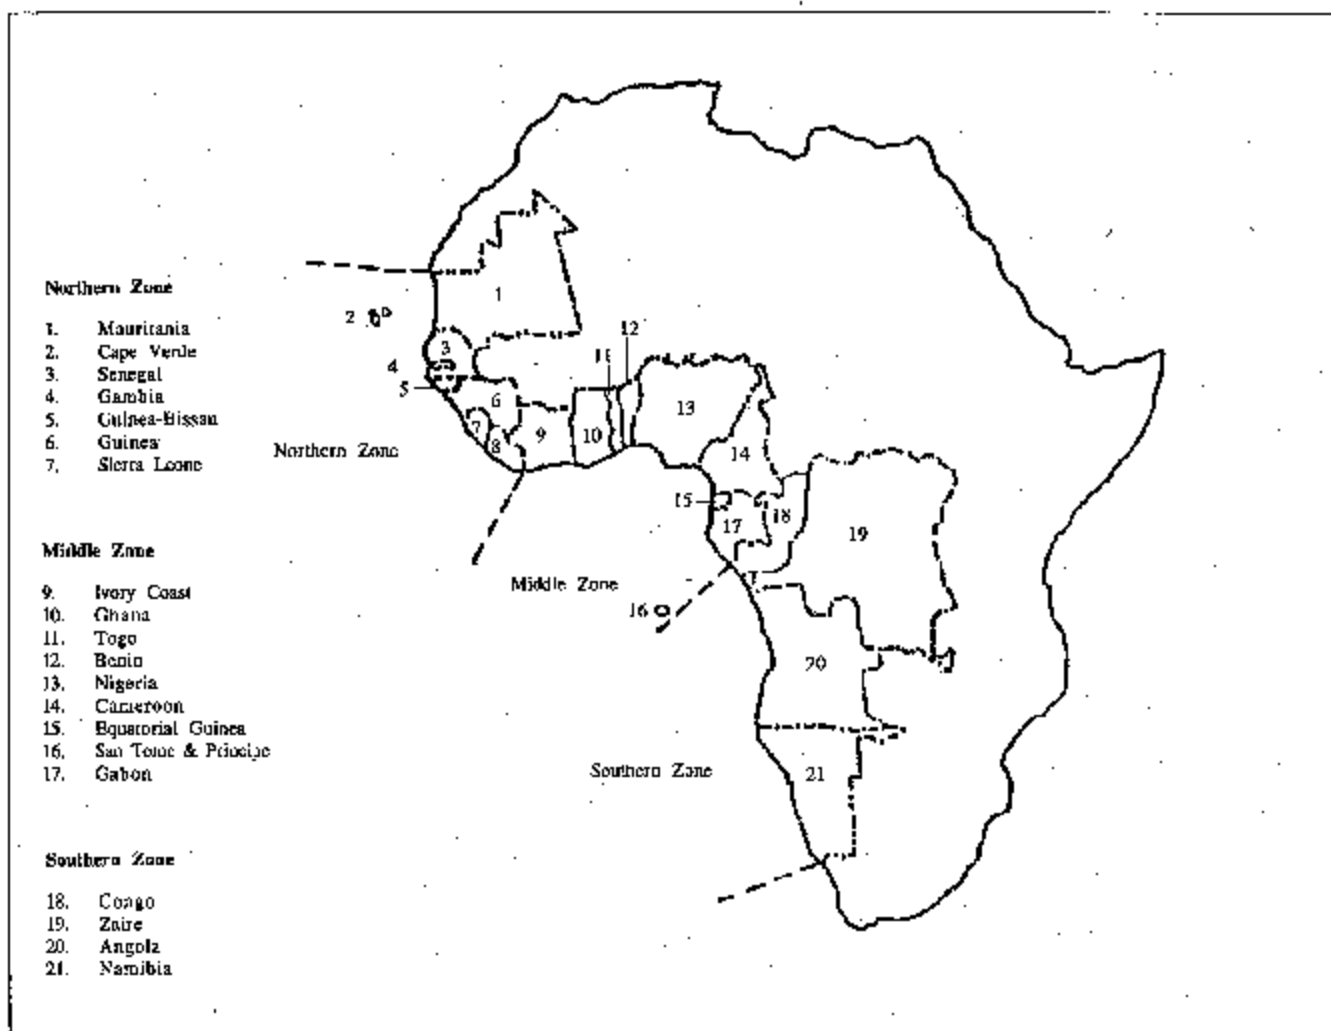 Northern Zone
1. Mauritania
2. Cape Verde
3. Senegal
4. Gambia
5. Guinea-Bissau
6. Guinea
7. Sierra Leone
Middle Zone
9. Ivory Coast
10. Ghana
11. Togo
12. Benin
13. Nigeria
14. Cameroon
15. Equatorial Guinea
16. San Tome & Principe
17. Gabon
Southern Zone
18. Congo
19. Zaire
20. Angola
21. Namibia
1
2
3
4
5
6
7
8
9
10
11
12
13
14
15
16
17
18
19
20
21
Northern Zone
Middle Zone
Southern Zone